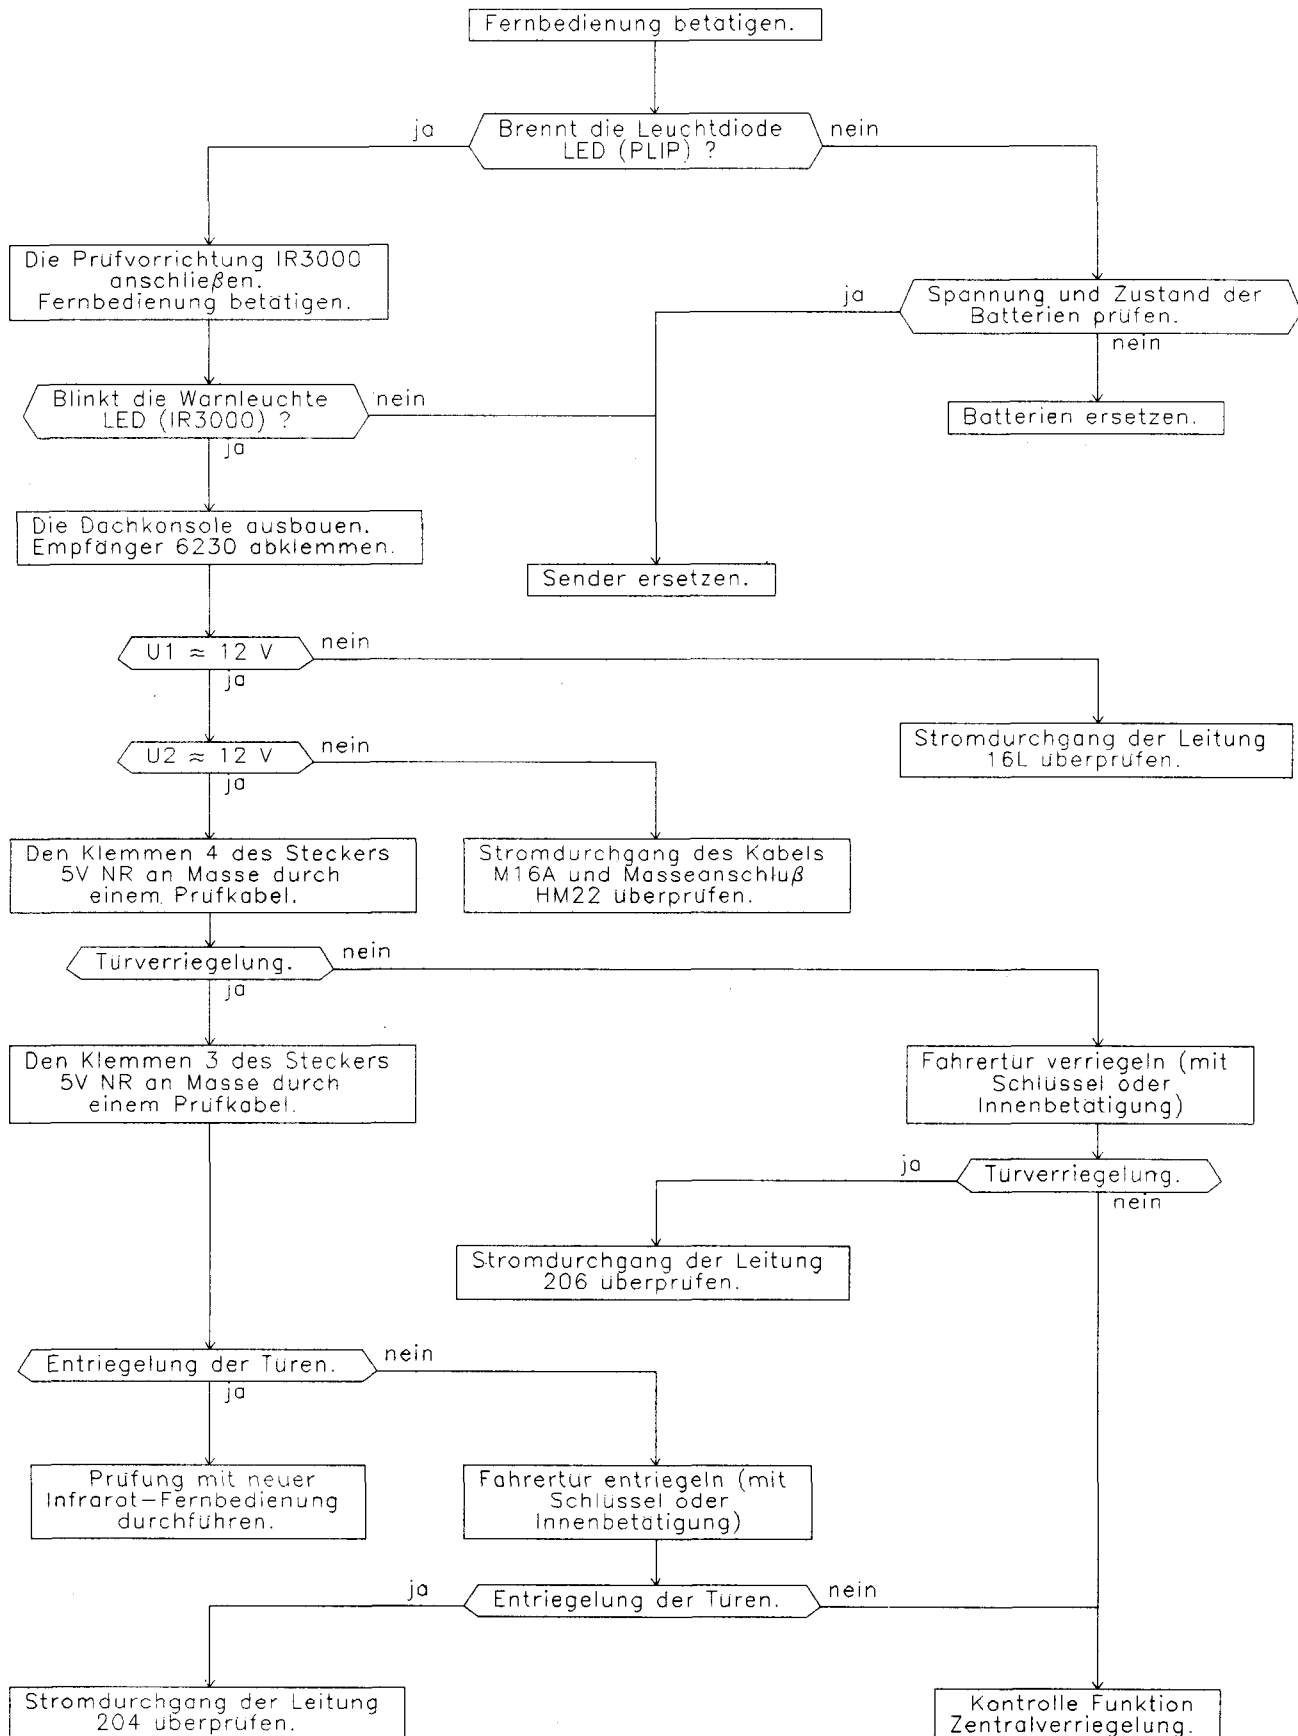 Fernbedienung betätigen.
ja
Brennt die Leuchtdiode
LED (PLIP) ?
nein
Die Prüfvorrichtung IR3000
anschließen.
Fernbedienung betätigen.
ja
Spannung und Zustand der
Batterien prüfen.
nein
Blinkt die Warnleuchte
LED (IR3000) ?
nein
ja
Batterien ersetzen.
Die Dachkonsole ausbauen.
Empfänger 6230 abklemmen.
Sender ersetzen.
U1 ≈ 12 V
nein
ja
Stromdurchgang der Leitung
16L überprüfen.
U2 ≈ 12 V
nein
ja
Den Klemmen 4 des Steckers
5V NR an Masse durch
einem Prüfkabel.
Stromdurchgang des Kabels
M16A und Masseanschluß
HM22 überprüfen.
Türverriegelung.
nein
ja
Den Klemmen 3 des Steckers
5V NR an Masse durch
einem Prüfkabel.
Fahrertür verriegeln (mit
Schlüssel oder
Innenbetätigung)
ja
Türverriegelung.
nein
Stromdurchgang der Leitung
206 überprüfen.
Entriegelung der Türen.
nein
ja
Prüfung mit neuer
Infrarot-Fernbedienung
durchführen.
Fahrertür entriegeln (mit
Schlüssel oder
Innenbetätigung)
ja
Entriegelung der Türen.
nein
Stromdurchgang der Leitung
204 überprüfen.
Kontrolle Funktion
Zentralverriegelung.